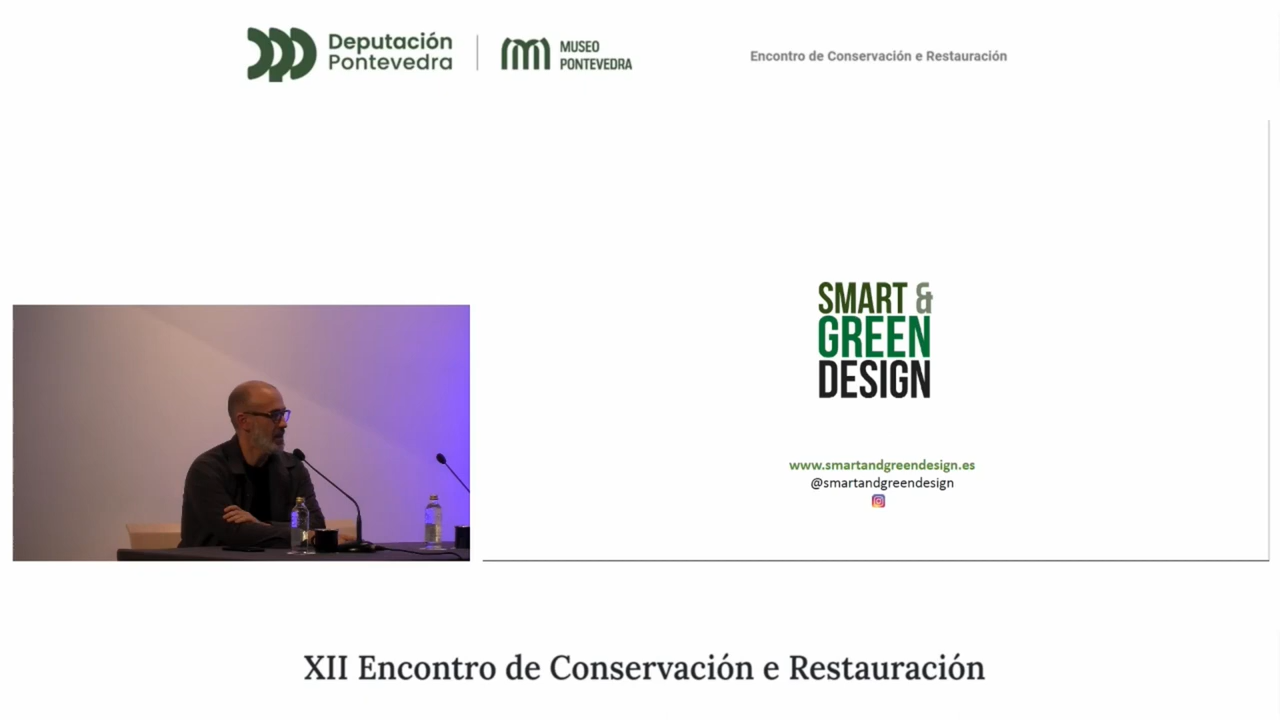 Deputación
Pontevedra
MUSEO
PONTEVEDRA
Encontro de Conservación e Restauración
SMART &
GREEN
DESIGN
www.smartandgreendesign.es
@smartandgreendesign
XII Encontro de Conservación e Restauración